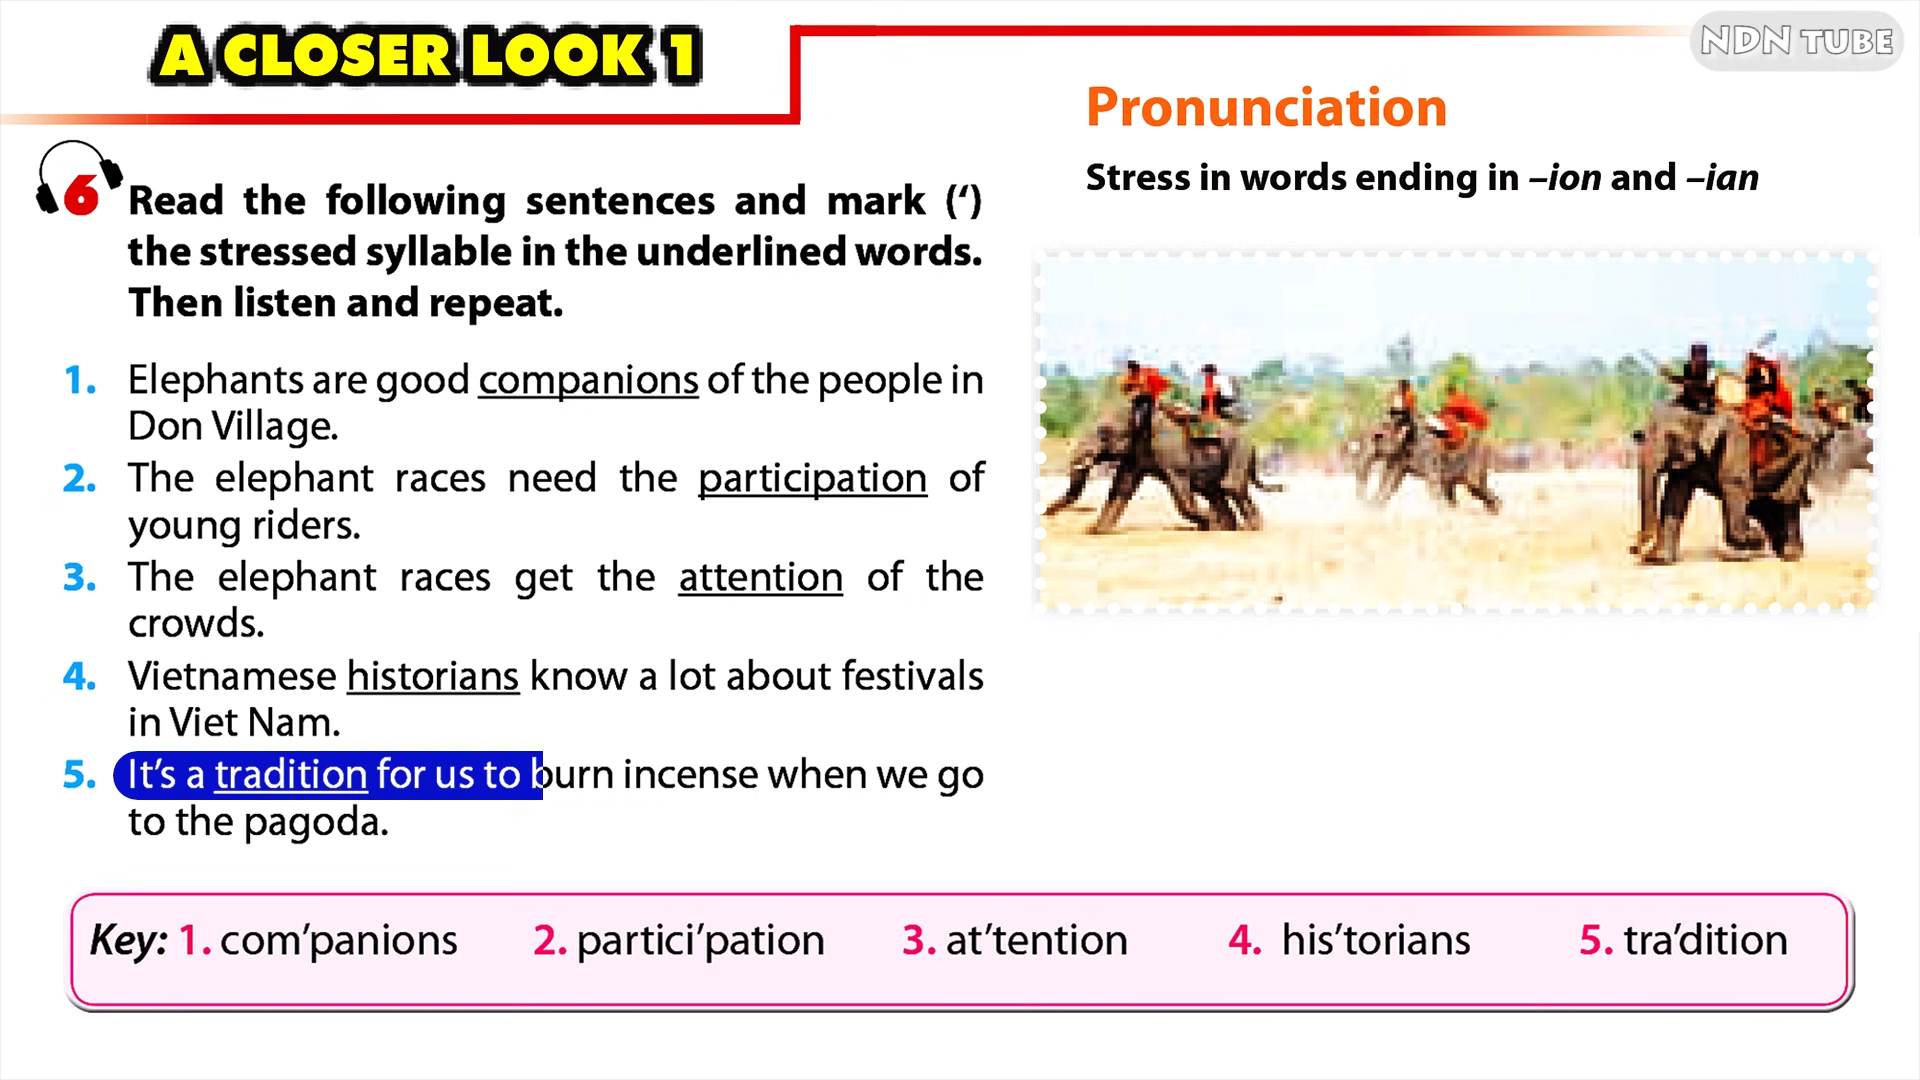 A CLOSER LOOK 1
NDN TUBE
Pronunciation
Stress in words ending in –ion and –ian
6 Read the following sentences and mark (‘)
the stressed syllable in the underlined words.
Then listen and repeat.
1. Elephants are good companions of the people in
Don Village.
2. The elephant races need the participation of
young riders.
3. The elephant races get the attention of the
crowds.
4. Vietnamese historians know a lot about festivals
in Viet Nam.
5. It’s a tradition for us to burn incense when we go
to the pagoda.
Key: 1. com’panions 2. partici’pation 3. at’tention 4. his’torians 5. tra’dition